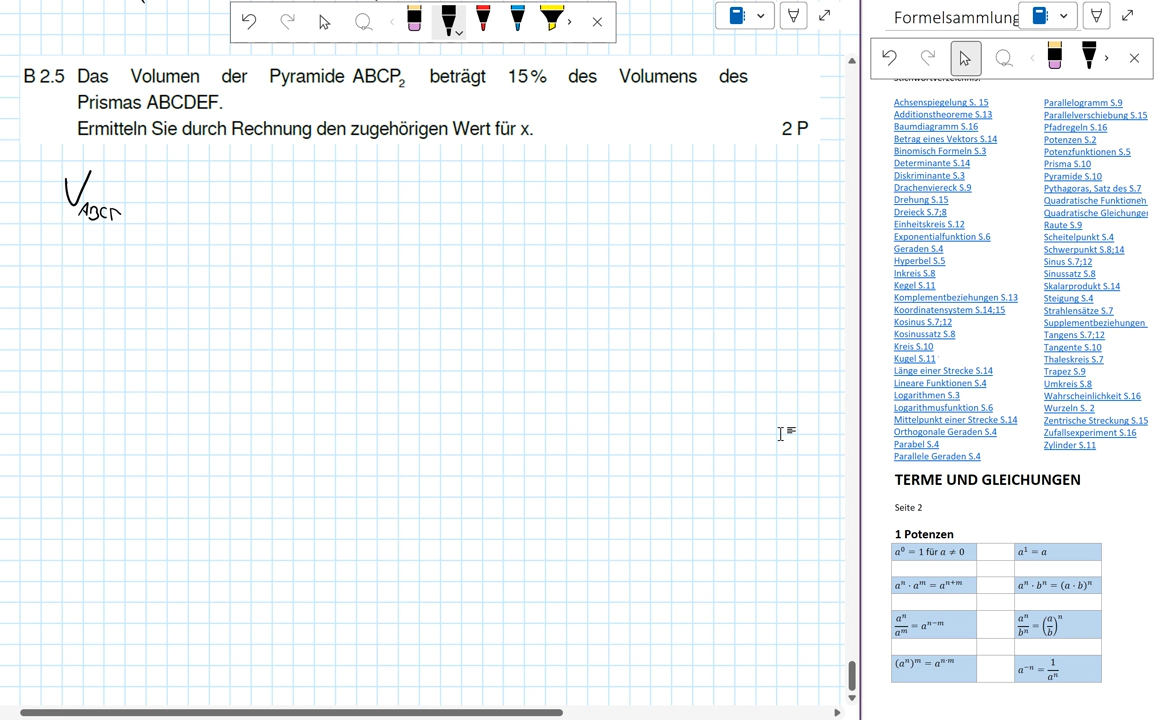 Formelsammlung
B 2.5 Das Volumen der Pyramide ABCP₂ beträgt 15% des Volumens des
Prismas ABCDEF.
Ermitteln Sie durch Rechnung den zugehörigen Wert für x. 2 P
V
Achsenspiegelung S. 15
Additionstheoreme S.13
Baumdiagramm S.16
Betrag eines Vektors S.14
Binomisch Formeln S.3
Determinante S.14
Diskriminante S.3
Drachenviereck S.9
Drehung S.15
Dreieck S.7;8
Einheitskreis S.12
Exponentialfunktion S.6
Geraden S.4
Hyperbel S.5
Inkreis S.8
Kegel S.11
Komplementbeziehungen S.13
Koordinatensystem S.14;15
Kosinus S.7;12
Kosinussatz S.8
Kreis S.10
Kugel S.11
Länge einer Strecke S.14
Lineare Funktionen S.4
Logarithmen S.3
Logarithmusfunktion S.6
Mittelpunkt einer Strecke S.14
Orthogonale Geraden S.4
Parabel S.4
Parallele Geraden S.4
Parallelogramm S.9
Parallelverschiebung S.15
Pfadregeln S.16
Potenzen S.2
Potenzfunktionen S.5
Prisma S.10
Pyramide S.10
Pythagoras, Satz des S.7
Quadratische Funktionen
Quadratische Gleichunge
Raute S.9
Scheitelpunkt S.4
Schwerpunkt S.8;14
Sinus S.7;12
Sinussatz S.8
Skalarprodukt S.14
Steigung S.4
Strahlensätze S.7
Supplementbeziehungen
Tangens S.7;12
Tangente S.10
Thaleskreis S.7
Trapez S.9
Umkreis S.8
Wahrscheinlichkeit S.16
Wurzeln S. 2
Zentrische Streckung S.15
Zufallsexperiment S.16
Zylinder S.11
TERME UND GLEICHUNGEN
Seite 2
1 Potenzen
a⁰ = 1 für a ≠ 0 a¹ = a
aⁿ · aᵐ = aⁿ⁺ᵐ aⁿ · bⁿ = (a · b)ⁿ
aⁿ/aᵐ = aⁿ⁻ᵐ aⁿ/bⁿ = (a/b)ⁿ
(aⁿ)ᵐ = aⁿ·ᵐ a⁻ⁿ = 1/aⁿ